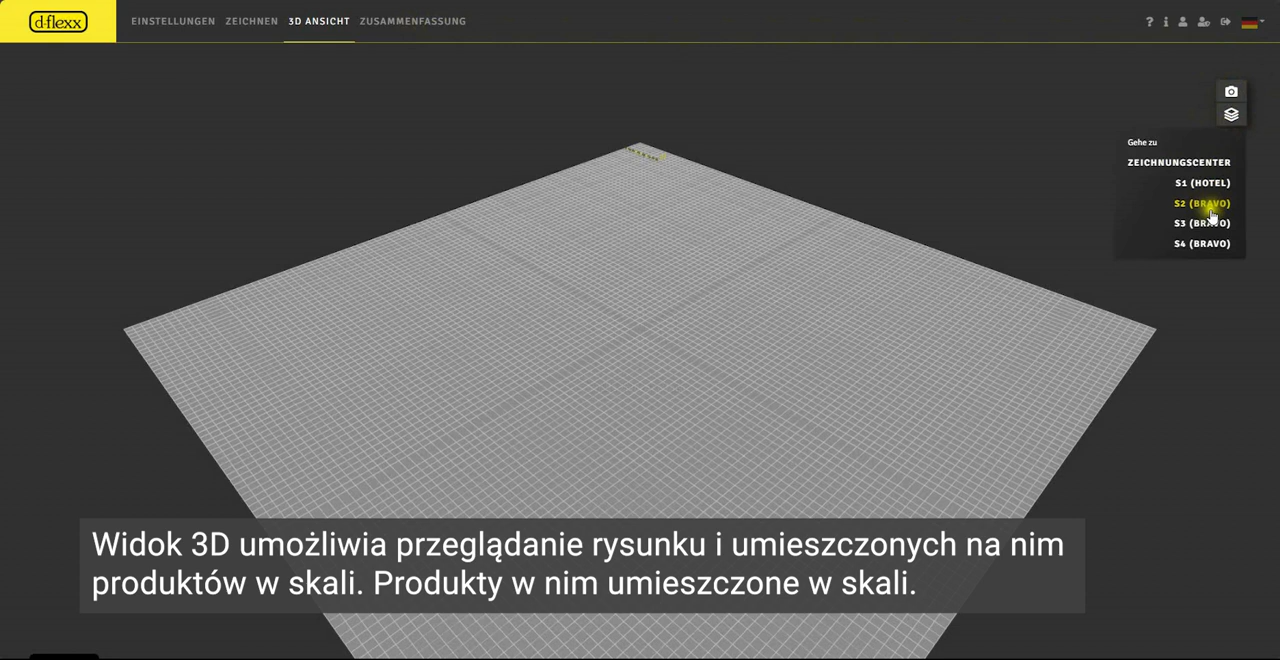 d-flexx
EINSTELLUNGEN ZEICHNEN 3D ANSICHT ZUSAMMENFASSUNG
Gehe zu
ZEICHNUNGSCENTER
S1 (HOTEL)
S2 (BRAVO)
S3 (BRAVO)
S4 (BRAVO)
Widok 3D umożliwia przeglądanie rysunku i umieszczonych na nim
produktów w skali. Produkty w nim umieszczone w skali.